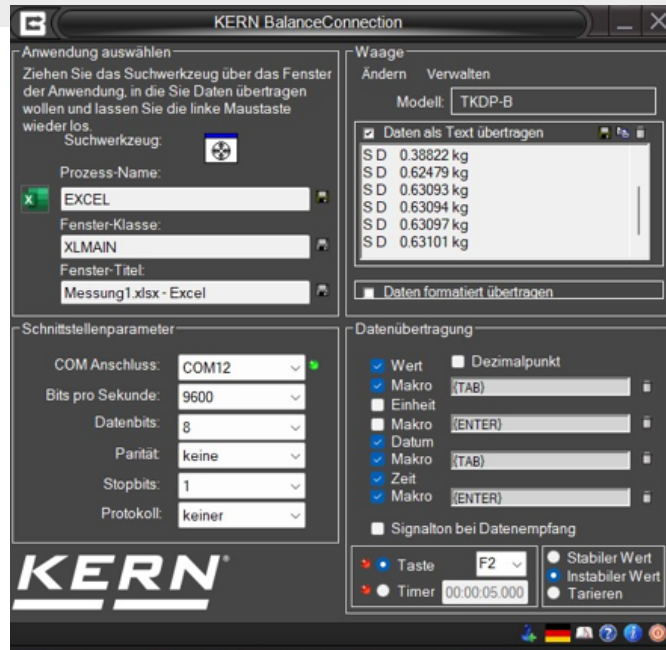 KERN BalanceConnection
Anwendung auswählen
Ziehen Sie das Suchwerkzeug über das Fenster
der Anwendung, in die Sie Daten übertragen
wollen und lassen Sie die linke Maustaste
wieder los.
Suchwerkzeug:
Prozess-Name:
EXCEL
Fenster-Klasse:
XLMAIN
Fenster-Titel:
Messung1.xlsx - Excel
Waage
Ändern Verwalten
Modell: TKDP-B
Daten als Text übertragen
S D 0.38822 kg
S D 0.62479 kg
S D 0.63093 kg
S D 0.63094 kg
S D 0.63097 kg
S D 0.63101 kg
Daten formatiert übertragen
Schnittstellenparameter
COM Anschluss: COM12
Bits pro Sekunde: 9600
Datenbits: 8
Parität: keine
Stopbits: 1
Protokoll: keiner
KERN
Datenübertragung
Wert Dezimalpunkt
Makro {TAB}
Einheit
Makro {ENTER}
Datum
Makro {TAB}
Zeit
Makro {ENTER}
Signalton bei Datenempfang
Taste F2
Timer 00:00:05.000
Stabiler Wert
Instabiler Wert
Tarieren